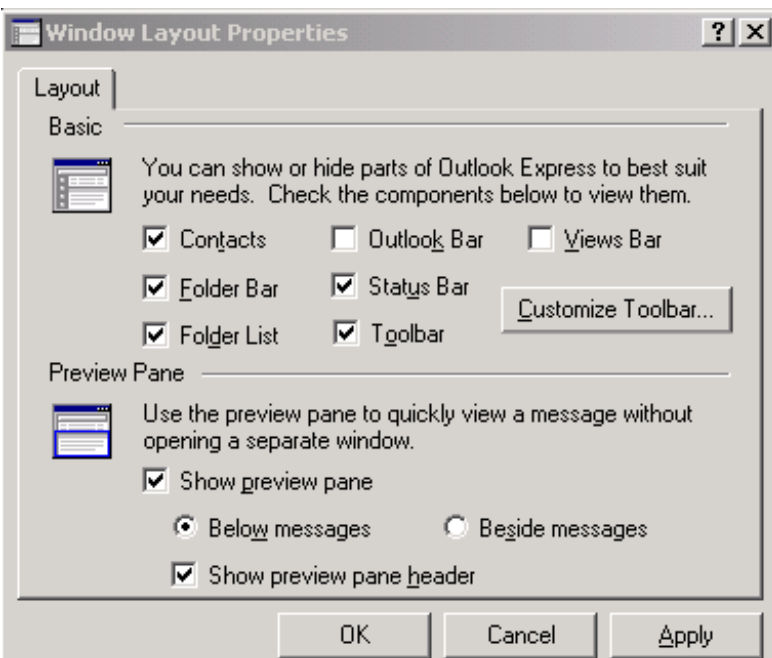 Window Layout Properties
Layout
Basic
You can show or hide parts of Outlook Express to best suit
your needs. Check the components below to view them.
Contacts Outlook Bar Views Bar
Folder Bar Status Bar
Customize Toolbar...
Folder List Toolbar
Preview Pane
Use the preview pane to quickly view a message without
opening a separate window.
Show preview pane
Below messages Beside messages
Show preview pane header
OK Cancel Apply